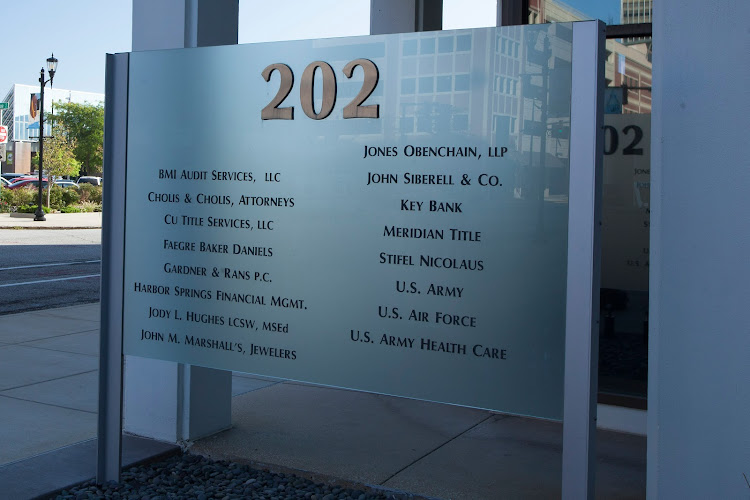 202
BMI AUDIT SERVICES, LLC
CHOLIS & CHOLIS, ATTORNEYS
CU TITLE SERVICES, LLC
FAEGRE BAKER DANIELS
GARDNER & RANS P.C.
HARBOR SPRINGS FINANCIAL MGMT.
JODY L. HUGHES LCSW, MSEd
JOHN M. MARSHALL'S, JEWELERS
JONES OBENCHAIN, LLP
JOHN SIBERELL & CO.
KEY BANK
MERIDIAN TITLE
STIFEL NICOLAUS
U.S. ARMY
U.S. AIR FORCE
U.S. ARMY HEALTH CARE
02